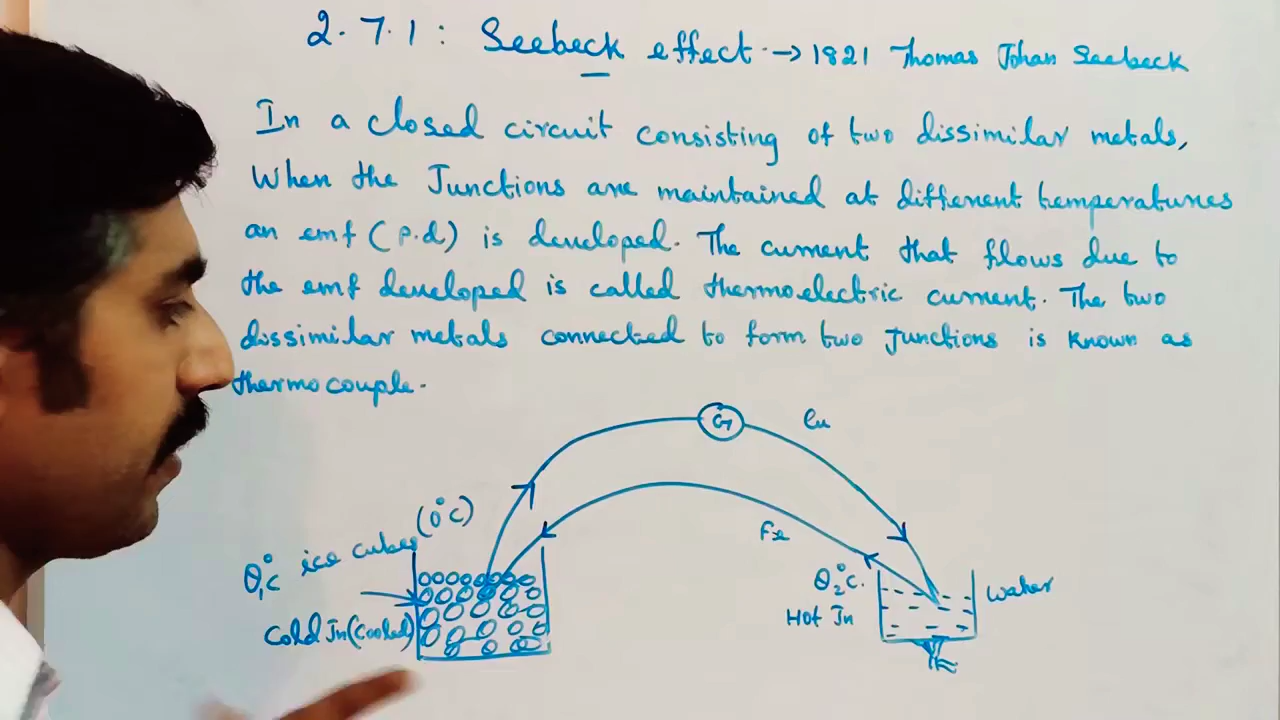 2.7.1: Seebeck effect → 1821 Thomas Johan Seebeck
In a closed circuit consisting of two dissimilar metals,
When the Junctions are maintained at different temperatures
an emf (p.d) is developed. The current that flows due to
the emf developed is called thermoelectric current. The two
dissimilar metals connected to form two Junctions is known as
thermocouple.
G
Cu
Fe
θ₁°C ice cubes (0°C)
Cold Jn (Cooled)
θ₂°C.
Hot Jn
Water